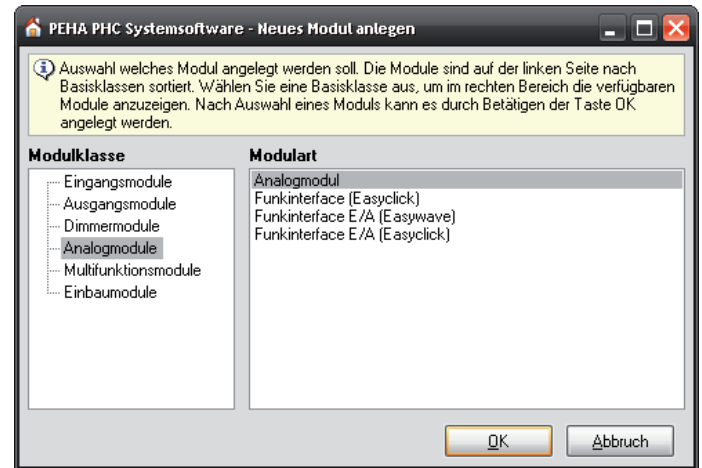 PEHA PHC Systemsoftware - Neues Modul anlegen
Auswahl welches Modul angelegt werden soll. Die Module sind auf der linken Seite nach
Basisklassen sortiert. Wählen Sie eine Basisklasse aus, um im rechten Bereich die verfügbaren
Module anzuzeigen. Nach Auswahl eines Moduls kann es durch Betätigen der Taste OK
angelegt werden.
Modulklasse
Eingangsmodule
Ausgangsmodule
Dimmermodule
Analogmodule
Multifunktionsmodule
Einbaumodule
Modulart
Analogmodul
Funkinterface (Easyclick)
Funkinterface E/A (Easywave)
Funkinterface E/A (Easyclick)
OK
Abbruch